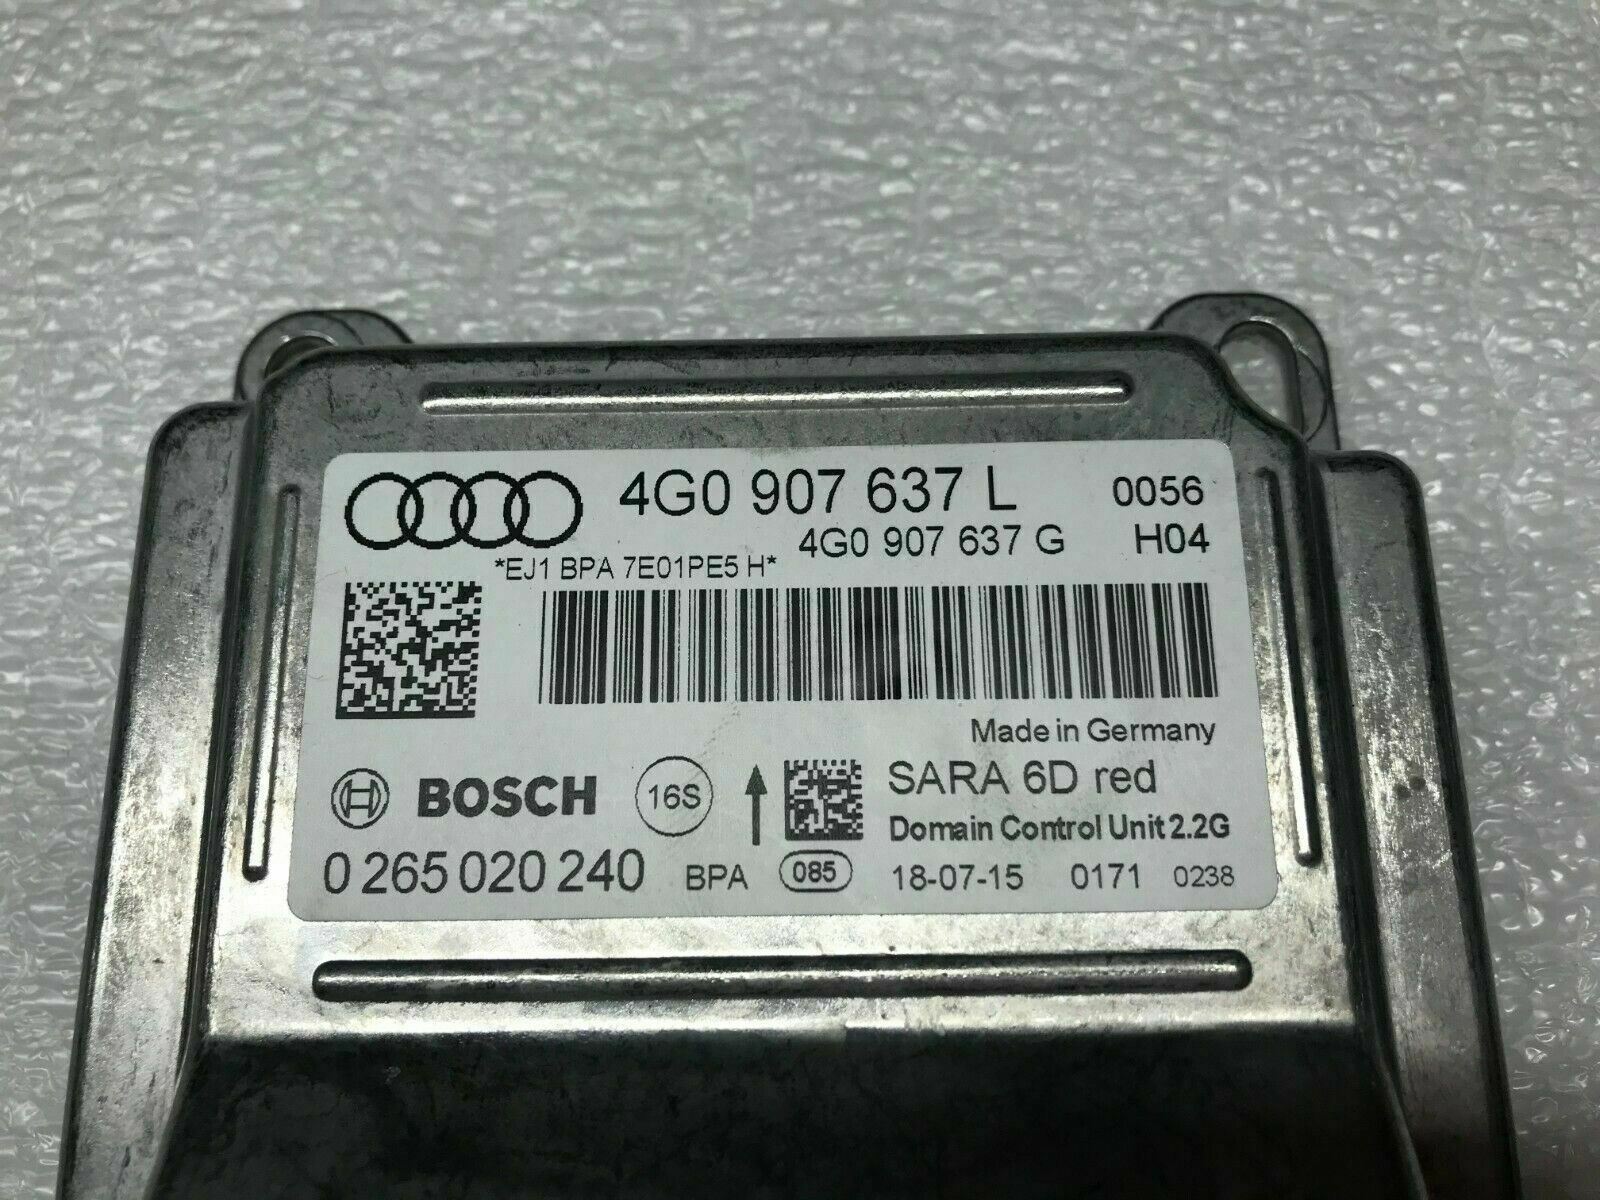 4G0 907 637 L 0056
4G0 907 637 G H04
*EJ1 BPA 7E01PE5 H*
Made in Germany
BOSCH 16S SARA 6D red
Domain Control Unit 2.2G
0 265 020 240 BPA 085 18-07-15 0171 0238